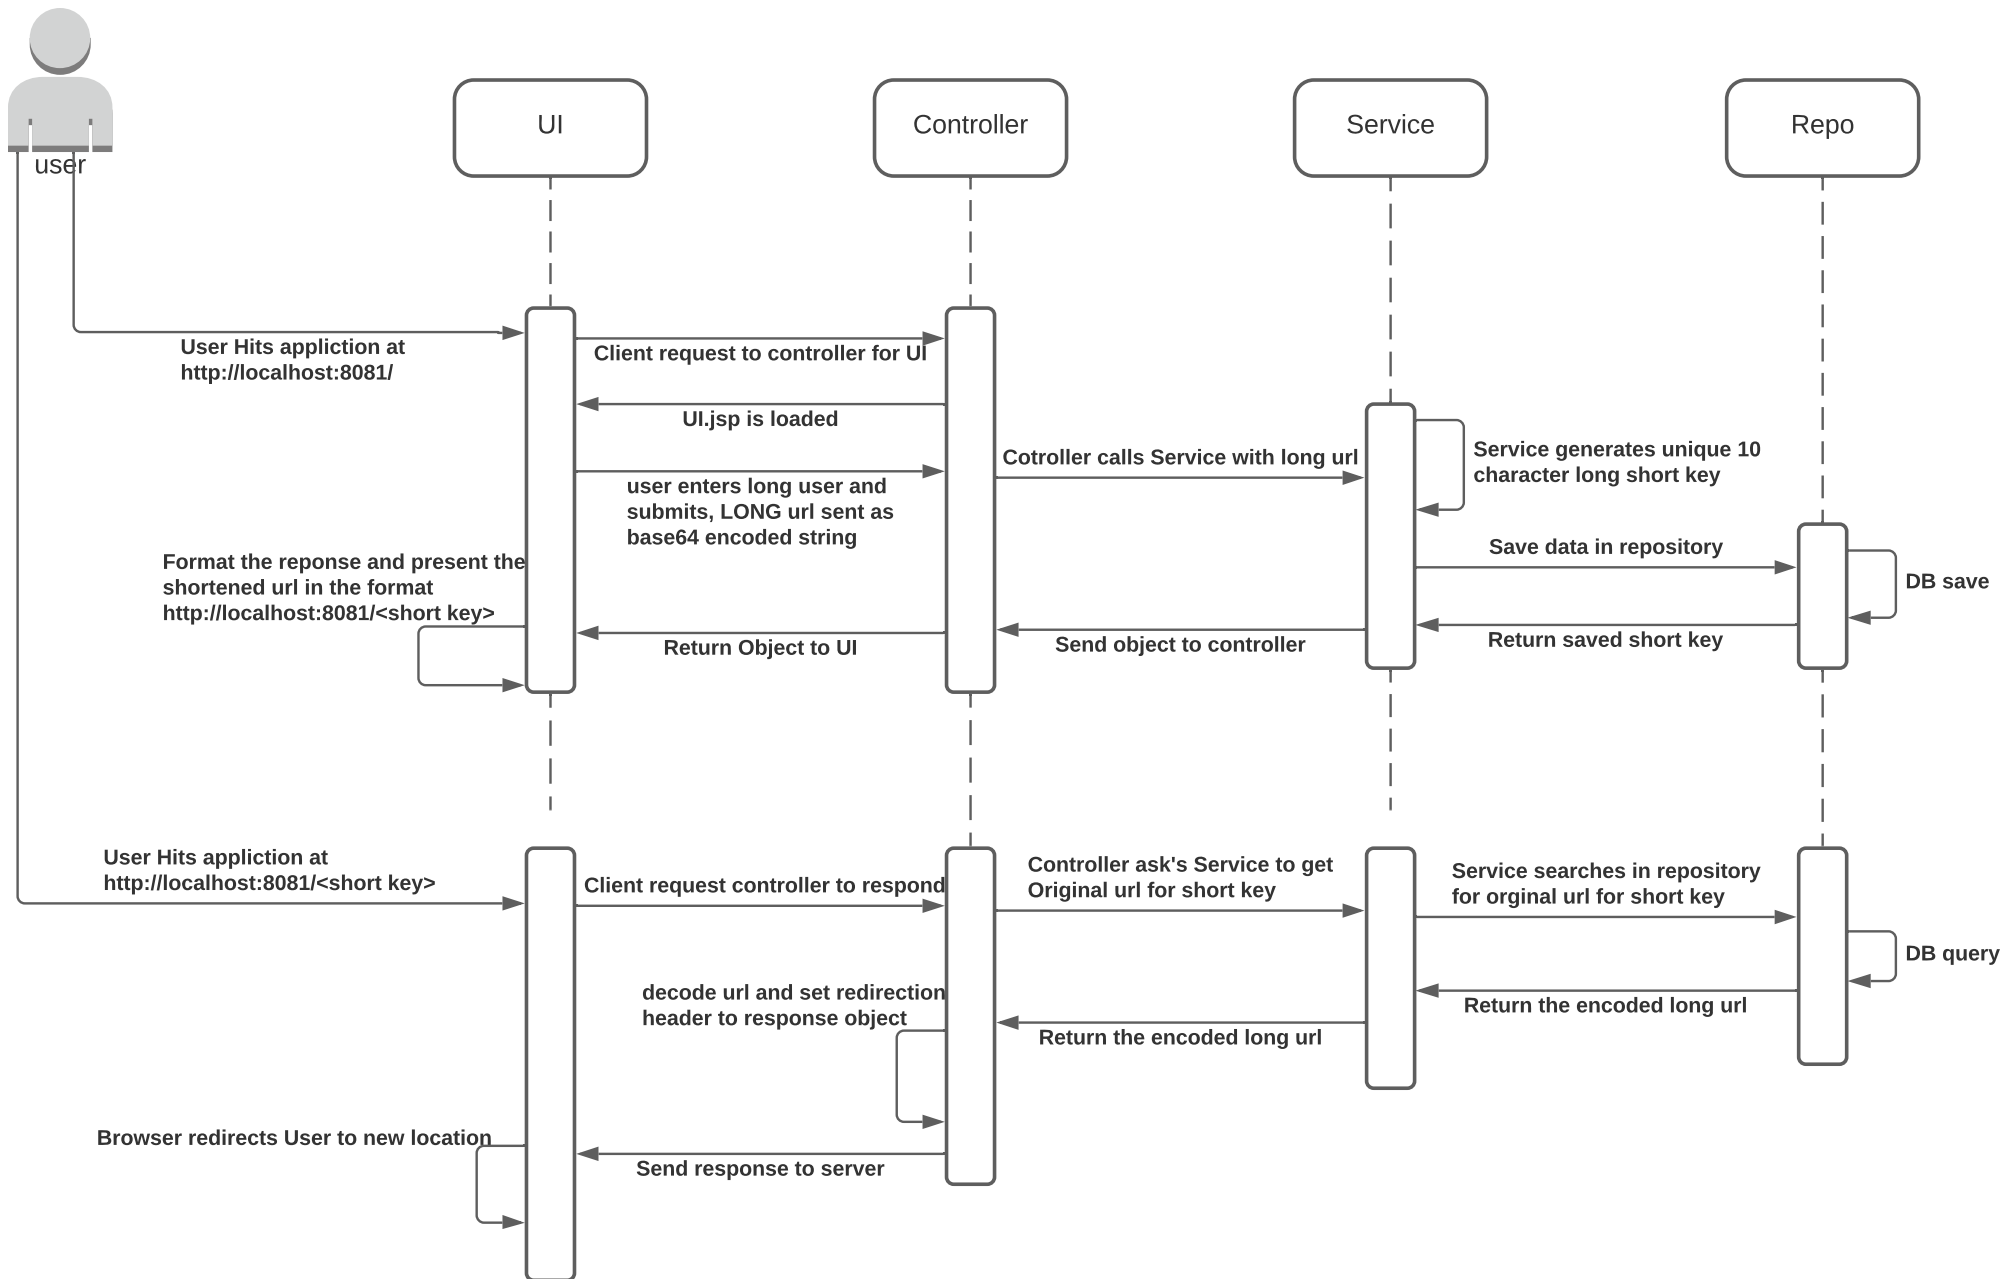 user
UI
Controller
Service
Repo
User Hits appliction at
http://localhost:8081/
Client request to controller for UI
UI.jsp is loaded
Cotroller calls Service with long url
Service generates unique 10
character long short key
user enters long user and
submits, LONG url sent as
base64 encoded string
Save data in repository
DB save
Format the reponse and present the
shortened url in the format
http://localhost:8081/<short key>
Return Object to UI
Send object to controller
Return saved short key
User Hits appliction at
http://localhost:8081/<short key>
Client request controller to respond
Controller ask's Service to get
Original url for short key
Service searches in repository
for orginal url for short key
DB query
decode url and set redirection
header to response object
Return the encoded long url
Return the encoded long url
Browser redirects User to new location
Send response to server